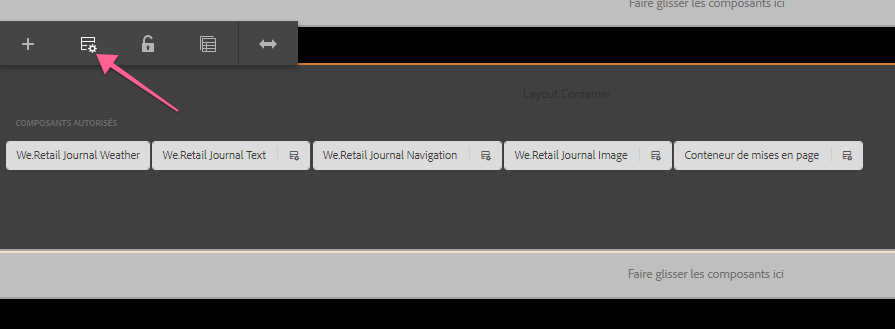 Faire glisser les composants ici
Layout Container
COMPOSANTS AUTORISÉS
We.Retail Journal Weather
We.Retail Journal Text
We.Retail Journal Navigation
We.Retail Journal Image
Conteneur de mises en page
Faire glisser les composants ici